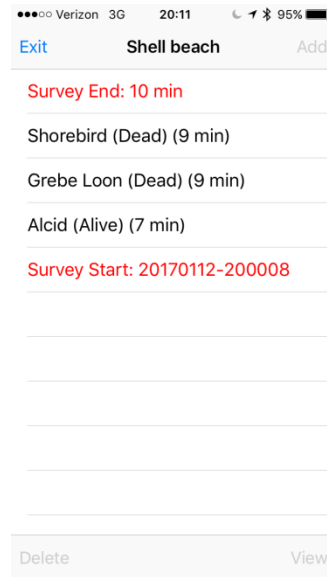 Verizon 3G 20:11 95%
Exit Shell beach Add
Survey End: 10 min
Shorebird (Dead) (9 min)
Grebe Loon (Dead) (9 min)
Alcid (Alive) (7 min)
Survey Start: 20170112-200008
Delete View